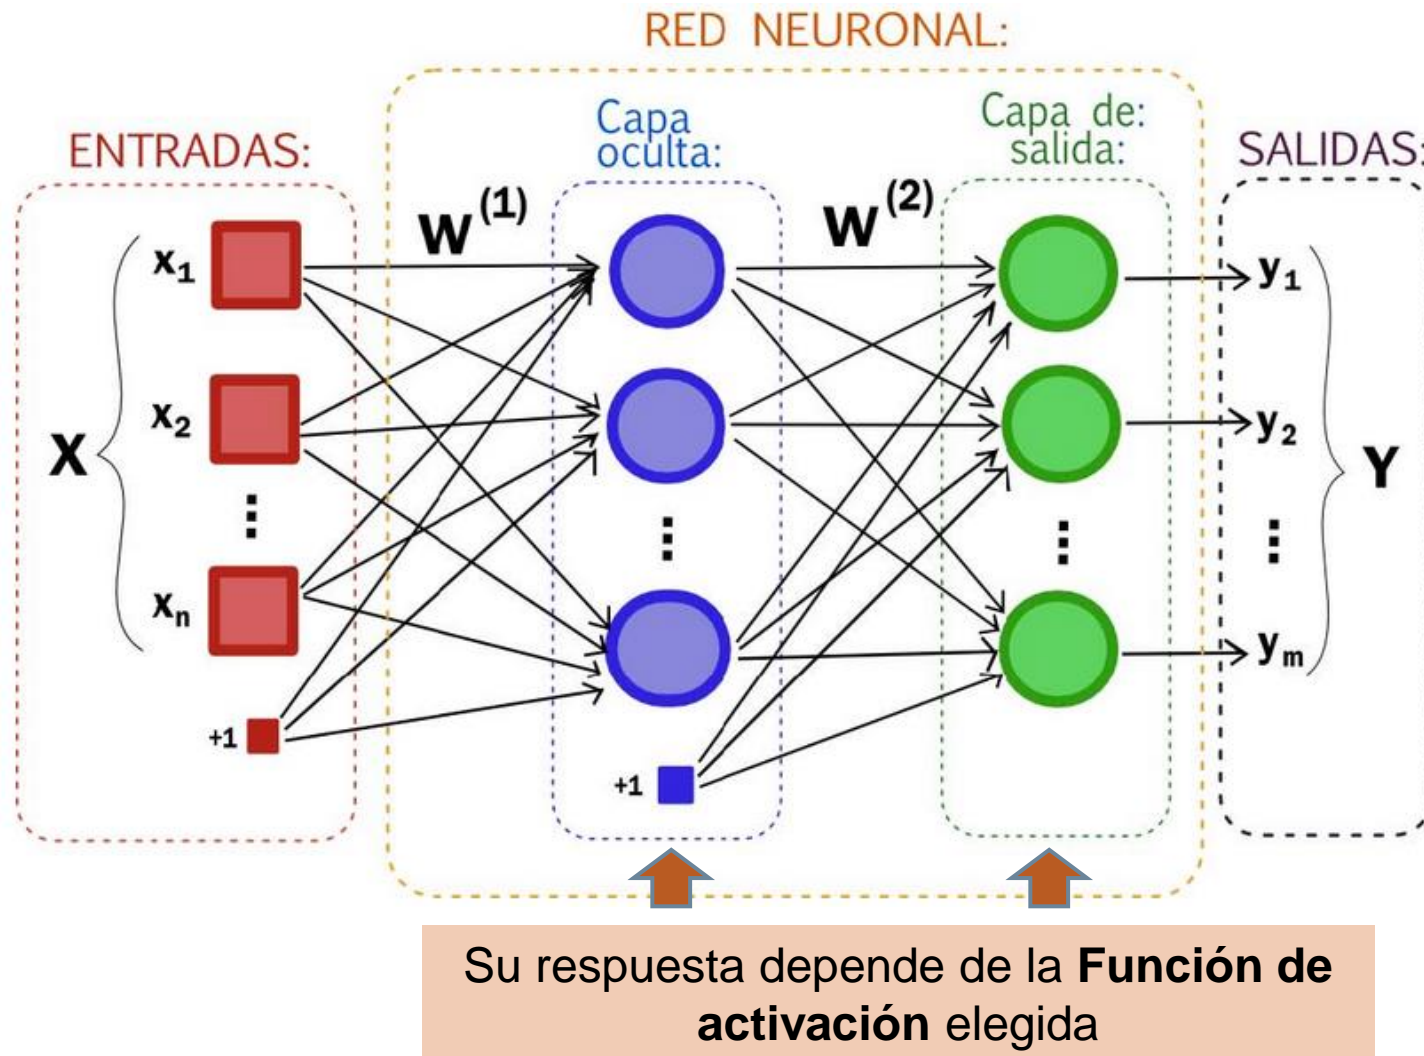 RED NEURONAL:
ENTRADAS:
Capa
oculta:
Capa de:
salida:
SALIDAS:
W(1)
W(2)
x1
x2
xn
X
+1
+1
y1
y2
ym
Y
Su respuesta depende de la Función de
activación elegida